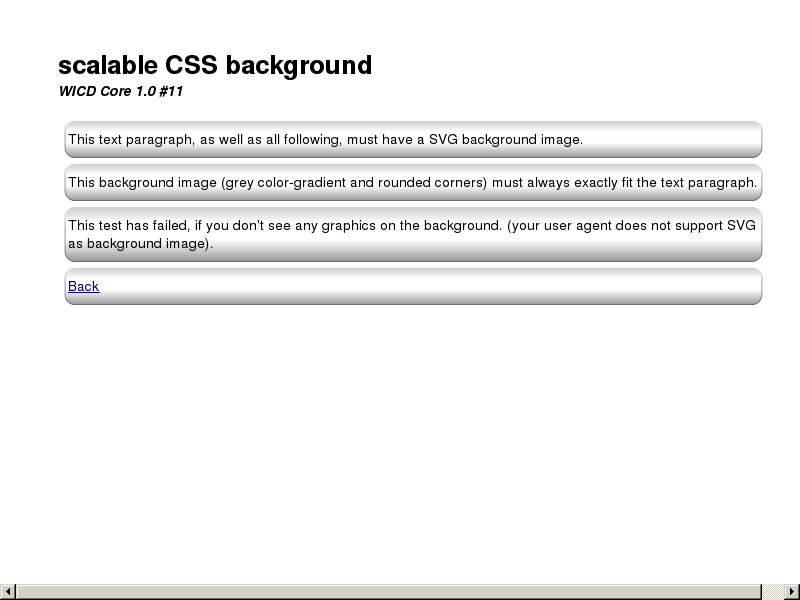 scalable CSS background
WICD Core 1.0 #11
This text paragraph, as well as all following, must have a SVG background image.
This background image (grey color-gradient and rounded corners) must always exactly fit the text paragraph.
This test has failed, if you don't see any graphics on the background. (your user agent does not support SVG
as background image).
Back